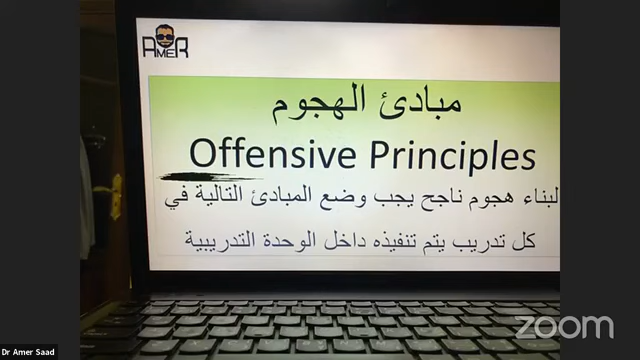 AMER
مبادئ الهجوم
Offensive Principles
لبناء هجوم ناجح يجب وضع المبادئ التالية في
كل تدريب يتم تنفيذه داخل الوحدة التدريبية
Dr Amer Saad
zoom